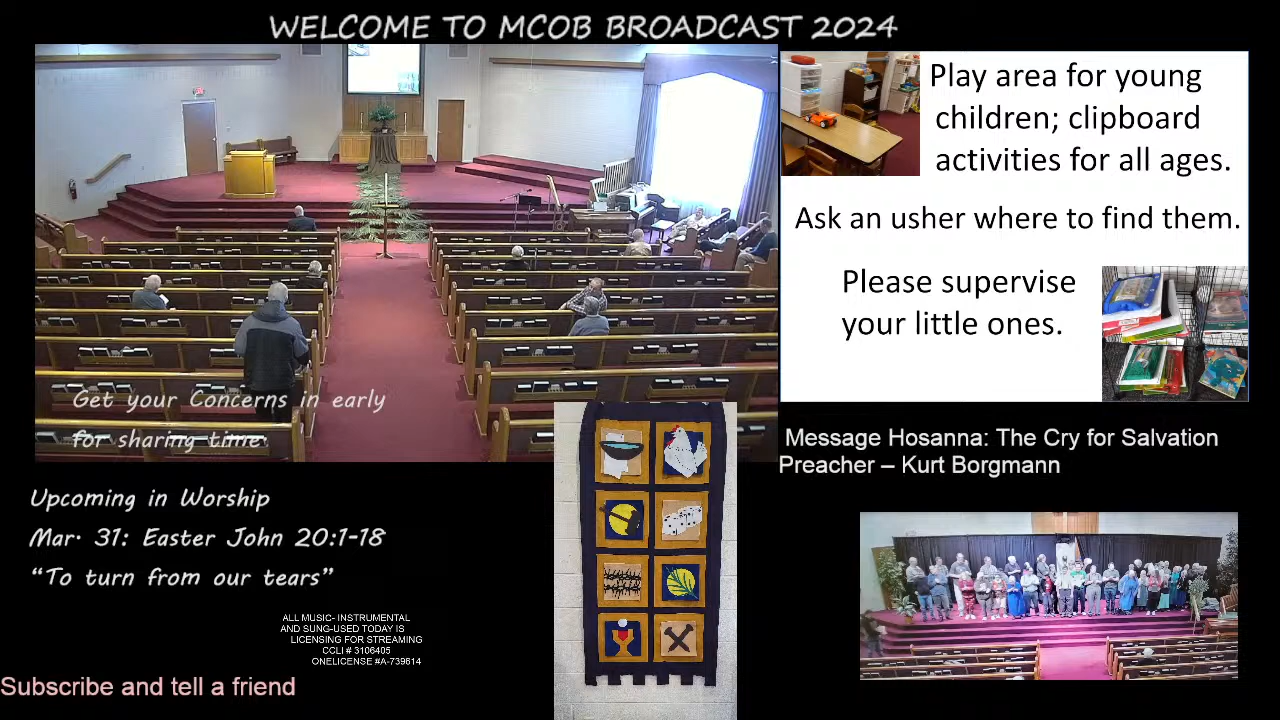 WELCOME TO MCOB BROADCAST 2024
Play area for young
children; clipboard
activities for all ages.
Ask an usher where to find them.
Please supervise
your little ones.
Get your Concerns in early
for sharing time
Message Hosanna: The Cry for Salvation
Preacher – Kurt Borgmann
Upcoming in Worship
Mar. 31: Easter John 20:1-18
“To turn from our tears”
ALL MUSIC- INSTRUMENTAL
AND SUNG-USED TODAY IS
LICENSING FOR STREAMING
CCLI # 3106405
ONELICENSE #A-739614
Subscribe and tell a friend